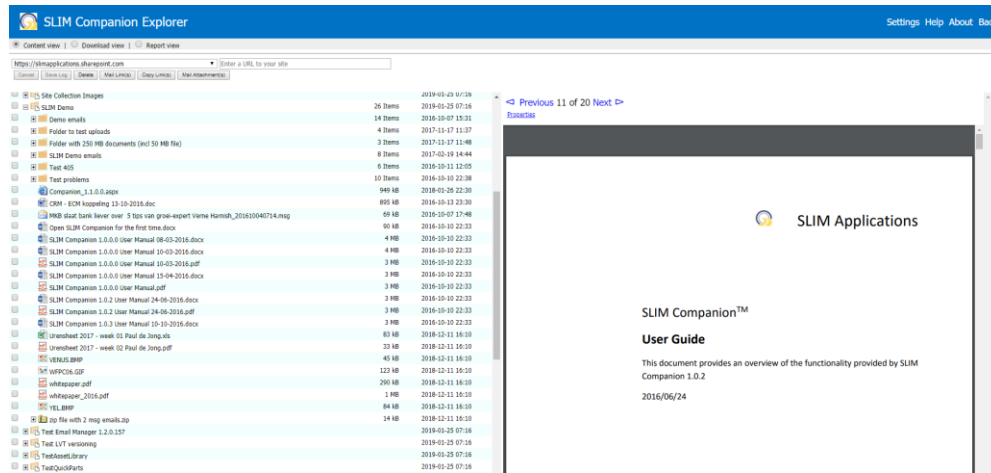 SLIM Companion Explorer
Settings Help About Bac
Content view | Download view | Report view
https://slimapplications.sharepoint.com Enter a URL to your site
Cancel Save Log Delete Mail Link(s) Copy Link(s) Mail Attachment(s)
Site Collection Images 2019-01-25 07:16
SLIM Demo 26 Items 2019-01-25 07:16
Demo emails 14 Items 2016-10-07 15:31
Folder to test uploads 4 Items 2017-11-17 11:37
Folder with 250 MB documents (incl 50 MB file) 3 Items 2017-11-17 11:48
SLIM Demo emails 8 Items 2017-02-19 14:44
Test 405 6 Items 2016-10-11 12:05
Test problems 10 Items 2016-10-10 22:38
Companion_1.1.0.0.aspx 949 kB 2018-01-26 22:30
CRM - ECM koppeling 13-10-2016.doc 895 kB 2016-10-13 23:30
MKB slaat bank liever over 5 tips van groei-expert Verne Harnish_201610040714.msg 69 kB 2016-10-07 17:48
Open SLIM Companion for the first time.docx 90 kB 2016-10-10 22:33
SLIM Companion 1.0.0.0 User Manual 08-03-2016.docx 4 MB 2016-10-10 22:33
SLIM Companion 1.0.0.0 User Manual 10-03-2016.docx 4 MB 2016-10-10 22:33
SLIM Companion 1.0.0.0 User Manual 10-03-2016.pdf 3 MB 2016-10-10 22:33
SLIM Companion 1.0.0.0 User Manual 15-04-2016.docx 3 MB 2016-10-10 22:33
SLIM Companion 1.0.0.0 User Manual.pdf 3 MB 2016-10-10 22:33
SLIM Companion 1.0.2 User Manual 24-06-2016.docx 3 MB 2016-10-10 22:33
SLIM Companion 1.0.2 User Manual 24-06-2016.pdf 3 MB 2016-10-10 22:33
SLIM Companion 1.0.3 User Manual 10-10-2016.docx 3 MB 2016-10-10 22:33
Urensheet 2017 - week 01 Paul de Jong.xls 83 kB 2018-12-11 16:10
Urensheet 2017 - week 02 Paul de Jong.pdf 33 kB 2018-12-11 16:10
VENUS.BMP 45 kB 2018-12-11 16:10
WFPC06.GIF 123 kB 2018-12-11 16:10
whitepaper.pdf 290 kB 2018-12-11 16:10
whitepaper_2016.pdf 1 MB 2018-12-11 16:10
YEL.BMP 84 kB 2018-12-11 16:10
zip file with 2 msg emails.zip 14 kB 2018-12-11 16:10
Test Email Manager 1.2.0.157 2019-01-25 07:16
Test LVT versioning 2019-01-25 07:16
TestAssetLibrary 2019-01-25 07:16
TestQuickParts 2019-01-25 07:16
Previous 11 of 20 Next
Properties
SLIM Applications
SLIM Companion™
User Guide
This document provides an overview of the functionality provided by SLIM
Companion 1.0.2
2016/06/24